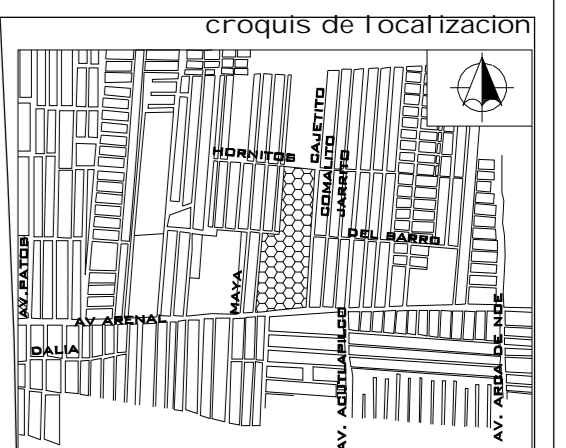 croquis de localizacion
CAJETITO
HORNITOS
COMALITO
JARRITO
DEL BARRO
AV.PATOS
MAYA
AV ARENAL
DALIA
AV. ACUTLAPILCO
AV. ARCA DE NOE